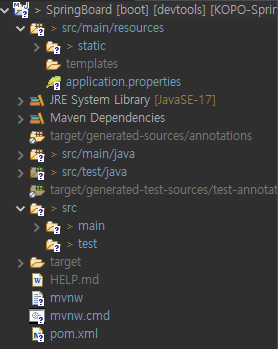 > SpringBoard [boot] [devtools] [KOPO-Spri
> src/main/resources
> static
templates
application.properties
JRE System Library [JavaSE-17]
Maven Dependencies
target/generated-sources/annotations
> src/main/java
> src/test/java
target/generated-test-sources/test-annotat
> src
> main
> test
target
HELP.md
mvnw
mvnw.cmd
pom.xml